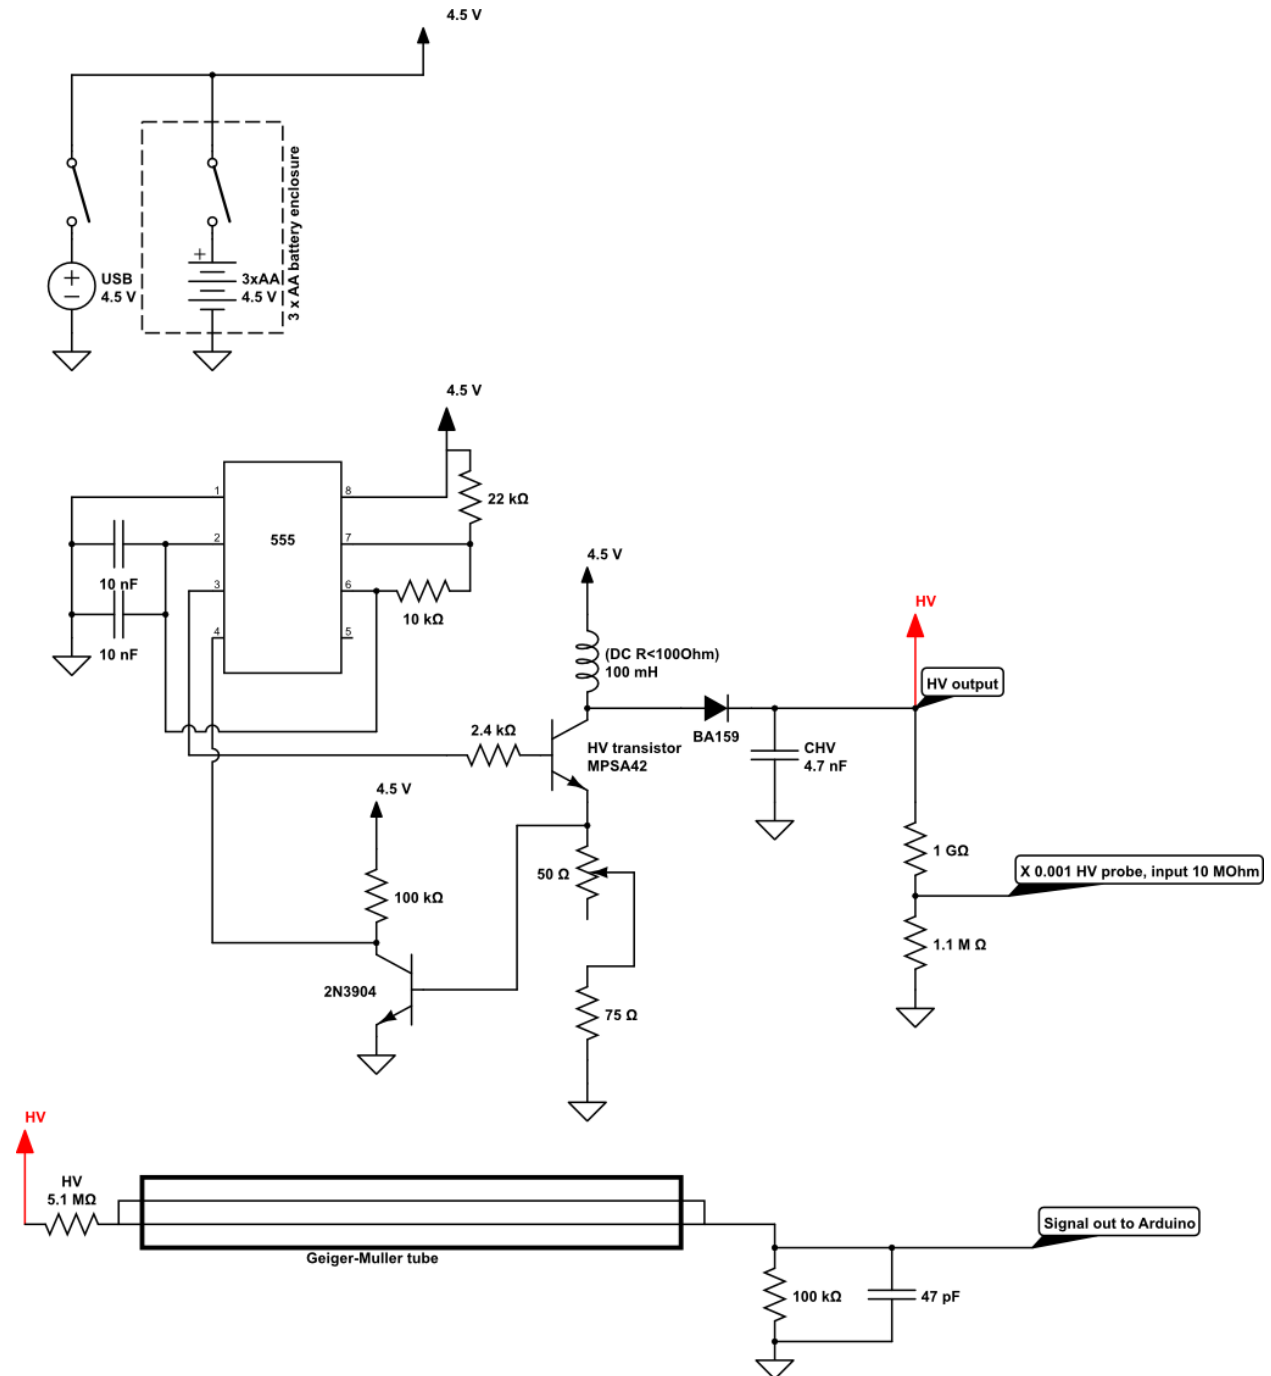 4.5 V
USB
4.5 V
+
3xAA
4.5 V
3 x AA battery enclosure
4.5 V
1
2
3
4
555
8
7
6
5
22 kΩ
10 nF
10 nF
10 kΩ
4.5 V
(DC R<100Ohm)
100 mH
HV
HV output
2.4 kΩ
HV transistor
MPSA42
BA159
CHV
4.7 nF
4.5 V
100 kΩ
50 Ω
1 GΩ
X 0.001 HV probe, input 10 MOhm
1.1 M Ω
2N3904
75 Ω
HV
HV
5.1 MΩ
Geiger-Muller tube
Signal out to Arduino
100 kΩ
47 pF